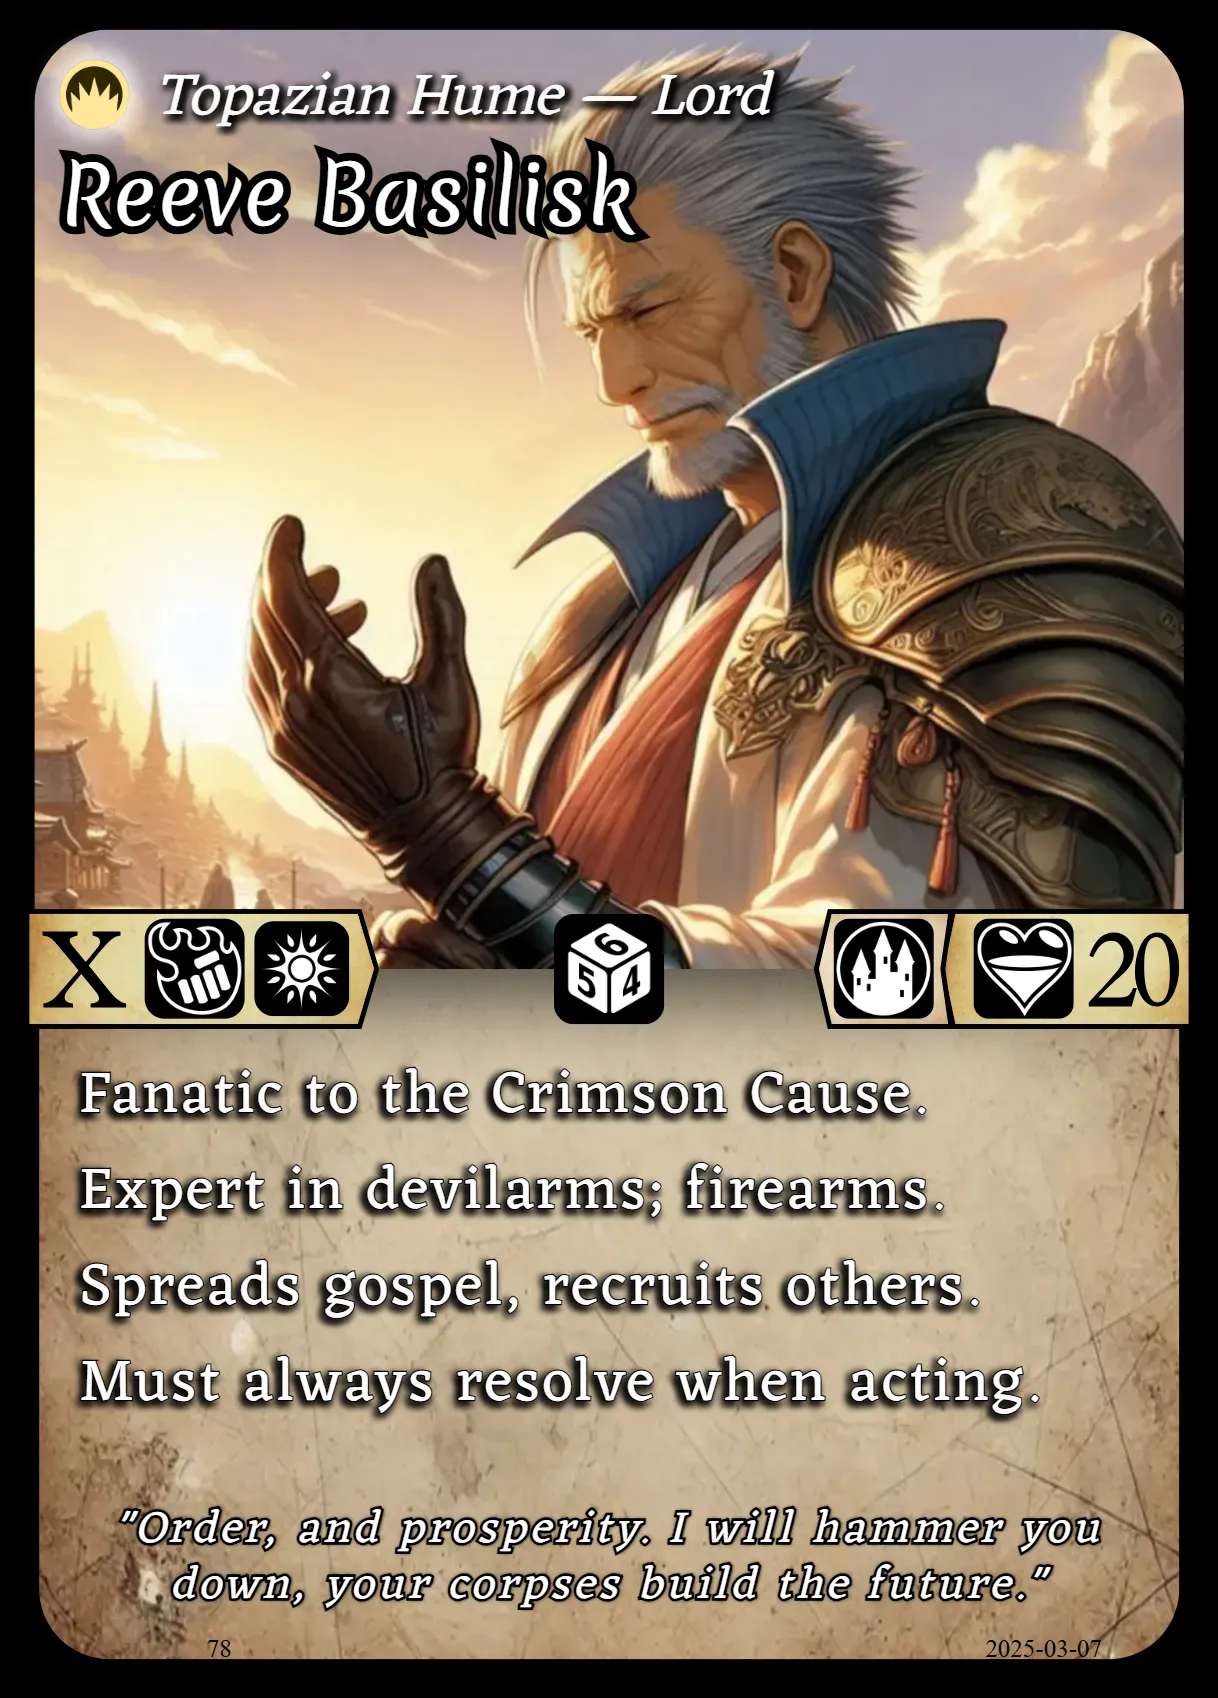 Topazian Hume — Lord
Reeve Basilisk
X
6
5 4
20
Fanatic to the Crimson Cause.
Expert in devilarms; firearms.
Spreads gospel, recruits others.
Must always resolve when acting.
"Order, and prosperity. I will hammer you
down, your corpses build the future."
78 2025-03-07